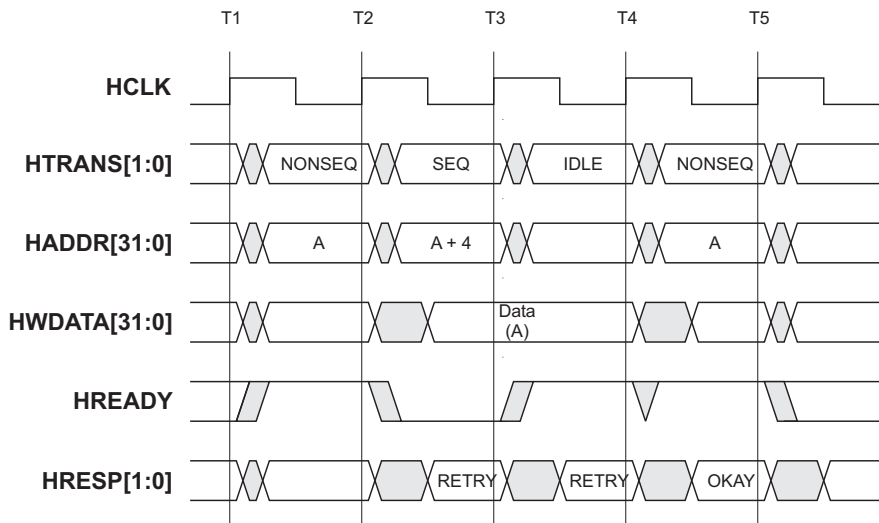 T1 T2 T3 T4 T5
HCLK
HTRANS[1:0] NONSEQ SEQ IDLE NONSEQ
HADDR[31:0] A A + 4 A
HWDATA[31:0] Data
(A)
HREADY
HRESP[1:0] RETRY RETRY OKAY